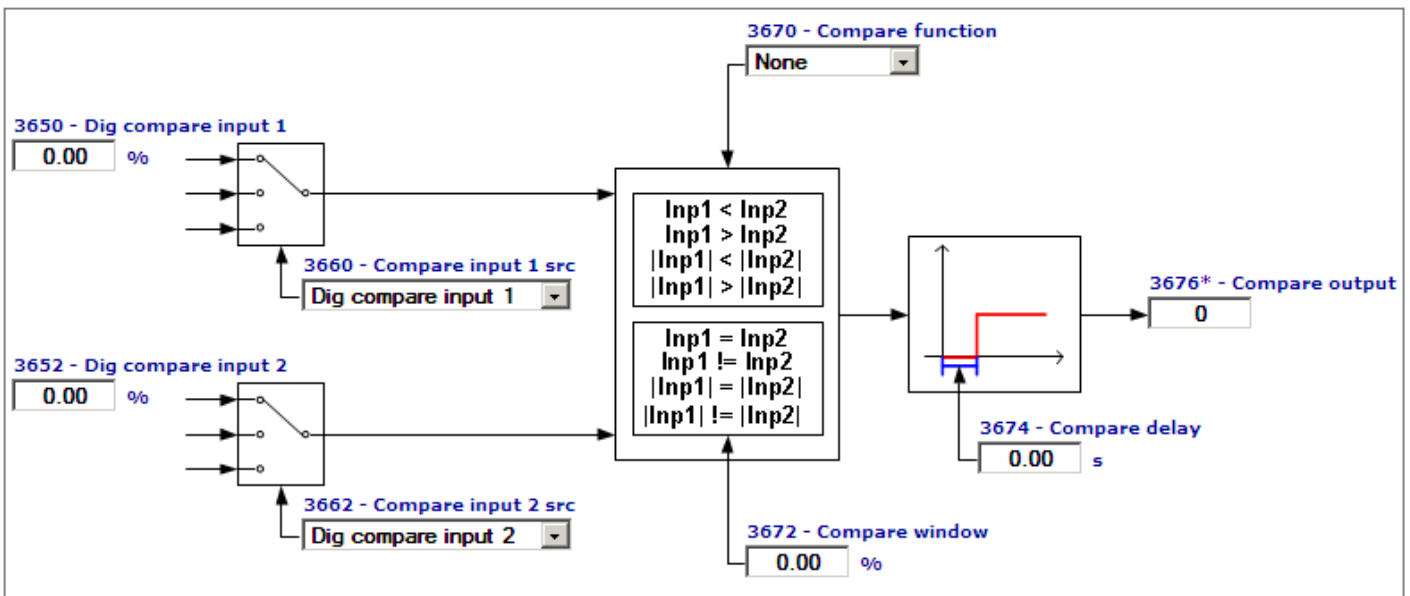 3670 - Compare function
None
3650 - Dig compare input 1
0.00 %
3660 - Compare input 1 src
Dig compare input 1
Inp1 < Inp2
Inp1 > Inp2
|Inp1| < |Inp2|
|Inp1| > |Inp2|
Inp1 = Inp2
Inp1 != Inp2
|Inp1| = |Inp2|
|Inp1| != |Inp2|
3676* - Compare output
0
3652 - Dig compare input 2
0.00 %
3674 - Compare delay
0.00 s
3662 - Compare input 2 src
Dig compare input 2
3672 - Compare window
0.00 %